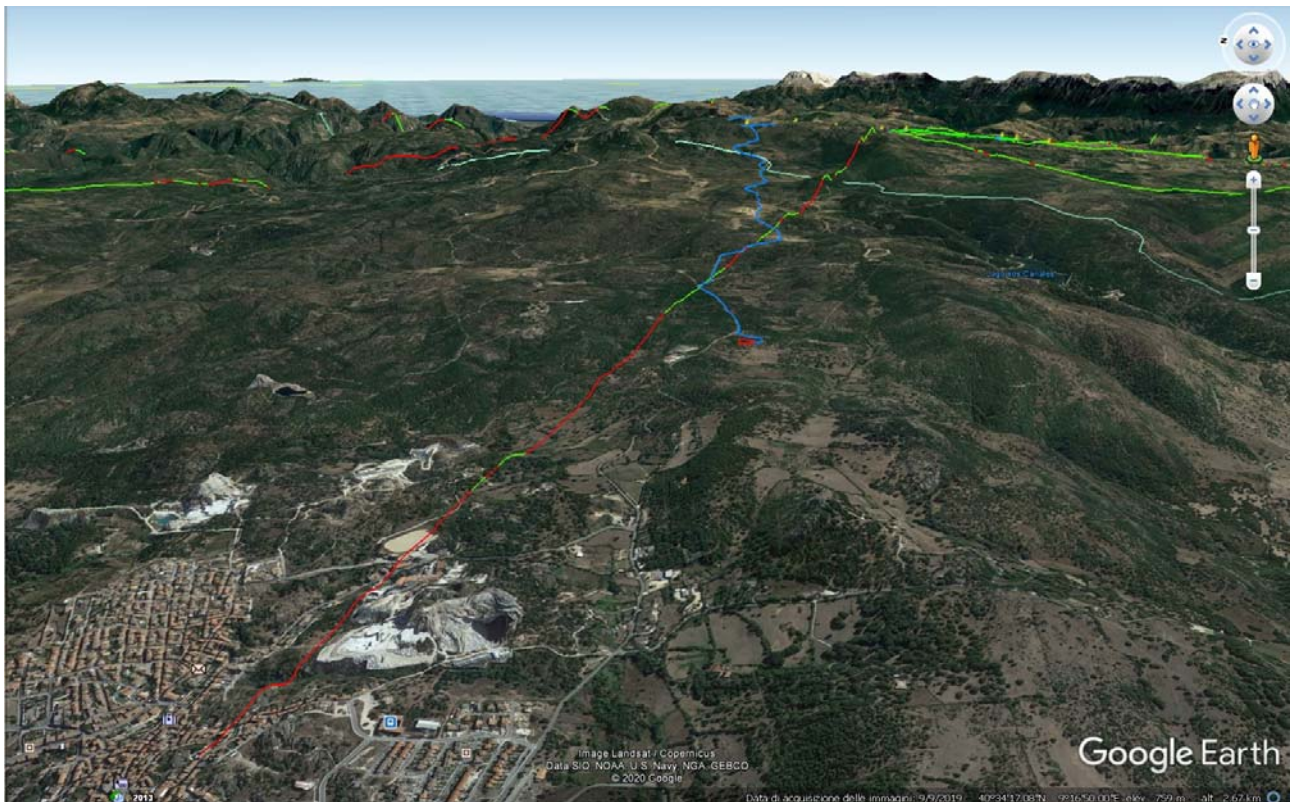 N
Image Landsat / Copernicus
Data SIO, NOAA, U.S. Navy, NGA, GEBCO
© 2020 Google
Google Earth
2013
Data di acquisizione delle immagini: 9/9/2019 40°34'17.08"N 9°16'50.00"E elev 759 m alt 2.67 km